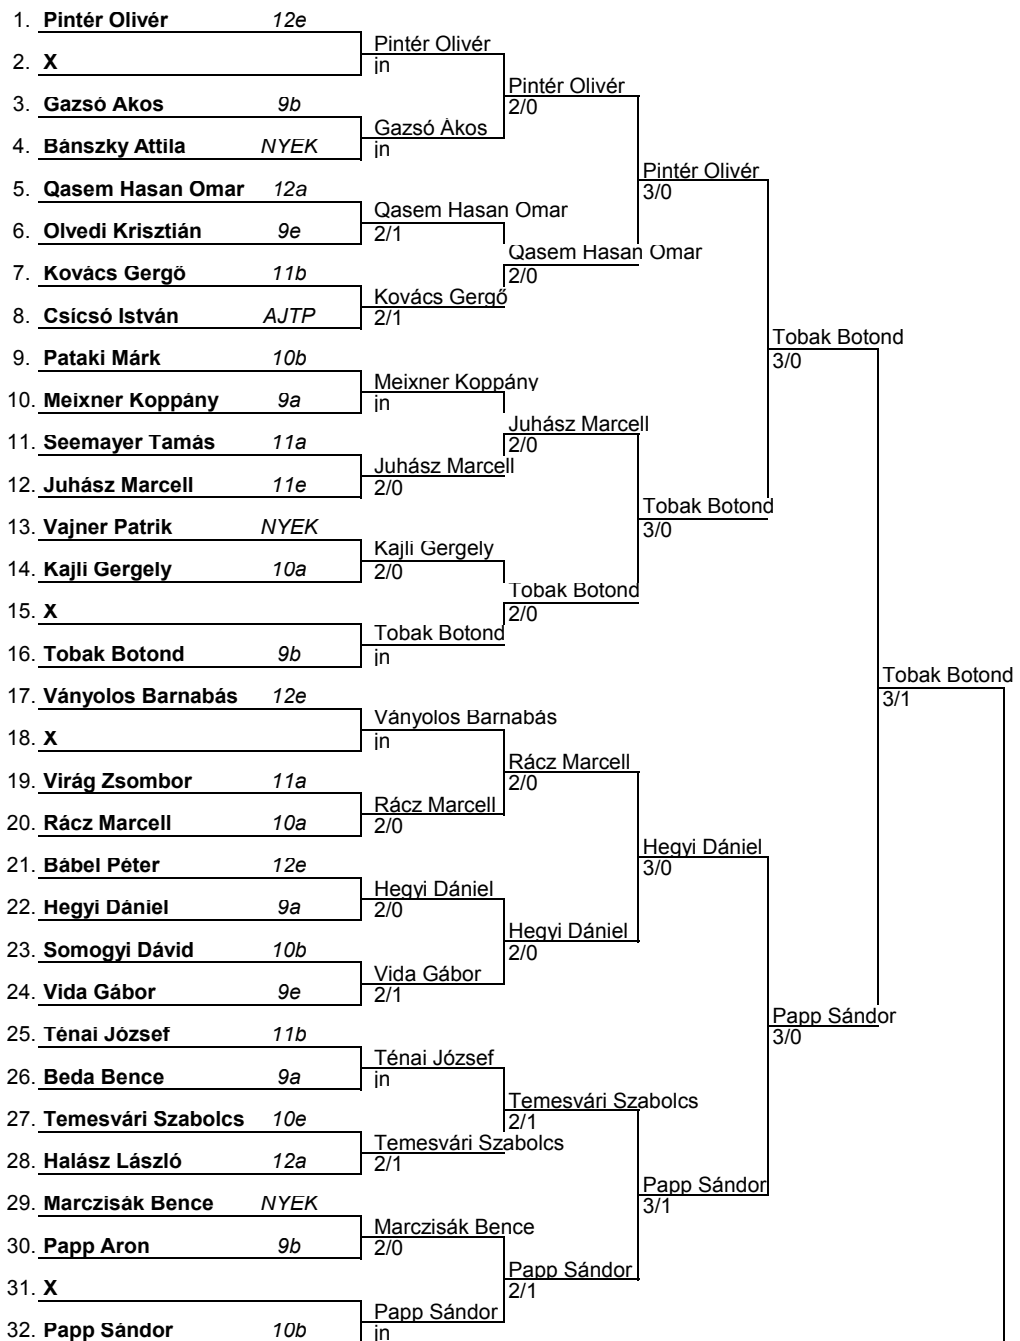 1. Pintér Olivér 12e
Pintér Olivér
2. X
jn
Pintér Olivér
3. Gazsó Ákos 9b
2/0
Gazsó Ákos
4. Bánszky Attila NYEK
jn
Pintér Olivér
5. Qasem Hasan Omar 12a
3/0
Qasem Hasan Omar
6. Ölvedi Krisztián 9e
2/1
Qasem Hasan Omar
7. Kovács Gergő 11b
2/0
Kovács Gergő
8. Csicsó István AJTP
2/1
Tobak Botond
9. Pataki Márk 10b
3/0
Meixner Koppány
10. Meixner Koppány 9a
jn
Juhász Marcell
11. Seemayer Tamás 11a
2/0
Juhász Marcell
12. Juhász Marcell 11e
2/0
Tobak Botond
13. Vajner Patrik NYEK
3/0
Kajli Gergely
14. Kajli Gergely 10a
2/0
Tobak Botond
15. X
2/0
Tobak Botond
16. Tobak Botond 9b
jn
Tobak Botond
17. Ványolos Barnabás 12e
3/1
Ványolos Barnabás
18. X
jn
Rácz Marcell
19. Virág Zsombor 11a
2/0
Rácz Marcell
20. Rácz Marcell 10a
2/0
Hegyi Dániel
21. Bábel Péter 12e
3/0
Hegyi Dániel
22. Hegyi Dániel 9a
2/0
Hegyi Dániel
23. Somogyi Dávid 10b
2/0
Vida Gábor
24. Vida Gábor 9e
2/1
Papp Sándor
25. Ténai József 11b
3/0
Ténai József
26. Beda Bence 9a
jn
Temesvári Szabolcs
27. Temesvári Szabolcs 10e
2/1
Temesvári Szabolcs
28. Halász László 12a
2/1
Papp Sándor
29. Marczisák Bence NYEK
3/1
Marczisák Bence
30. Papp Áron 9b
2/0
Papp Sándor
31. X
2/1
Papp Sándor
32. Papp Sándor 10b
jn